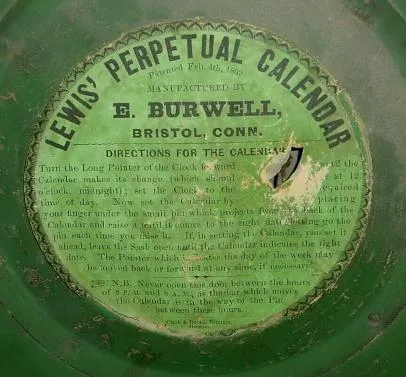 LEWIS' PERPETUAL CALENDAR
Patented Feb. 4th, 1862
MANUFACTURED BY
E. BURWELL,
BRISTOL, CONN.
DIRECTIONS FOR THE CALENDAR
Turn the Long Pointer of the Clock forward until the
Calendar makes its change (which should at 12
o'clock, midnight); set the Clock to the required
time of day. Now set the Calendar by placing
your finger under the small pin which projects from back of the
Calendar and raise it until it comes to the right date letting go the
pin each time you raise it. If, in setting the Calendar, you set it
ahead, leave the Sash open until the Calendar indicates the right
date. The Pointer which indicates the day of the week may
be moved back or forward at any time, if necessary.
N.B. Never open this door between the hours
of 8 P. M. and 8 A. M., as the bar which moves
the Calendar is in the way of the Pin
between these hours.